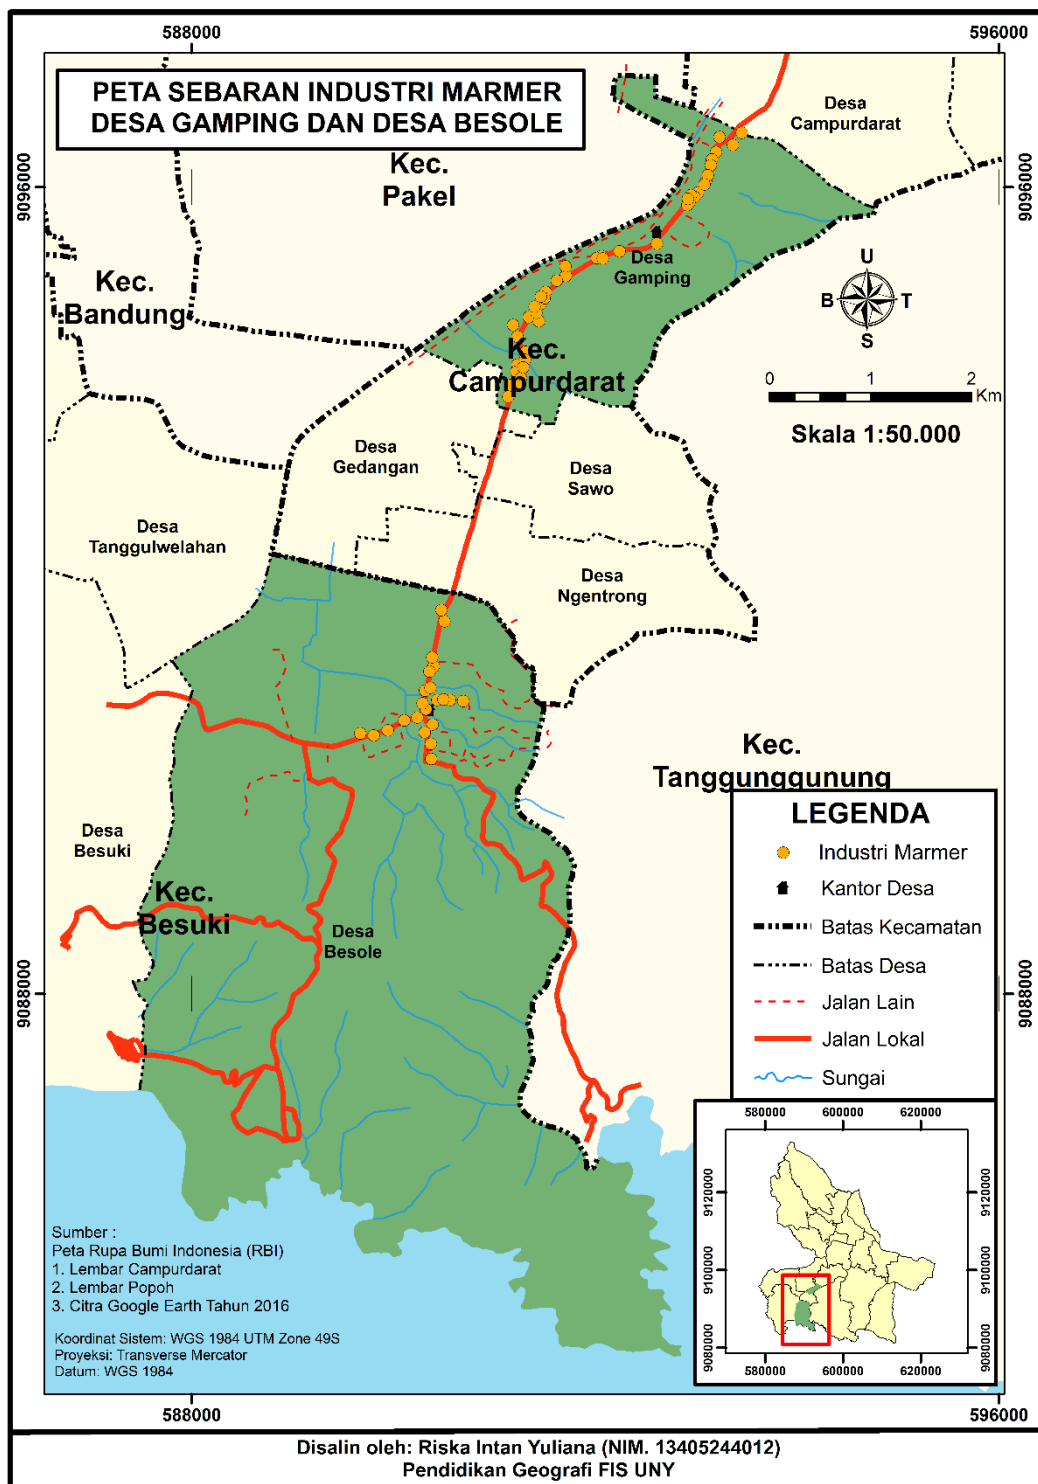 588000
596000
PETA SEBARAN INDUSTRI MARMER
DESA GAMPING DAN DESA BESOLE
Desa
Campurdarat
Kec.
Pakel
9096000
9096000
Desa
Gamping
Kec.
Bandung
U
B
T
S
Kec.
Campurdarat
0
1
2
Km
Skala 1:50.000
Desa
Gedangan
Desa
Sawo
Desa
Tanggulwelahan
Desa
Ngentrong
Kec.
Tanggunggunung
LEGENDA
Industri Marmer
Kantor Desa
Batas Kecamatan
Batas Desa
Jalan Lain
Jalan Lokal
Sungai
Desa
Besuki
Kec.
Besuki
Desa
Besole
9088000
9088000
580000
600000
620000
9120000
9120000
9100000
9100000
9080000
9080000
580000
600000
620000
Sumber :
Peta Rupa Bumi Indonesia (RBI)
1. Lembar Campurdarat
2. Lembar Popoh
3. Citra Google Earth Tahun 2016
Koordinat Sistem: WGS 1984 UTM Zone 49S
Proyeksi: Transverse Mercator
Datum: WGS 1984
588000
596000
Disalin oleh: Riska Intan Yuliana (NIM. 13405244012)
Pendidikan Geografi FIS UNY